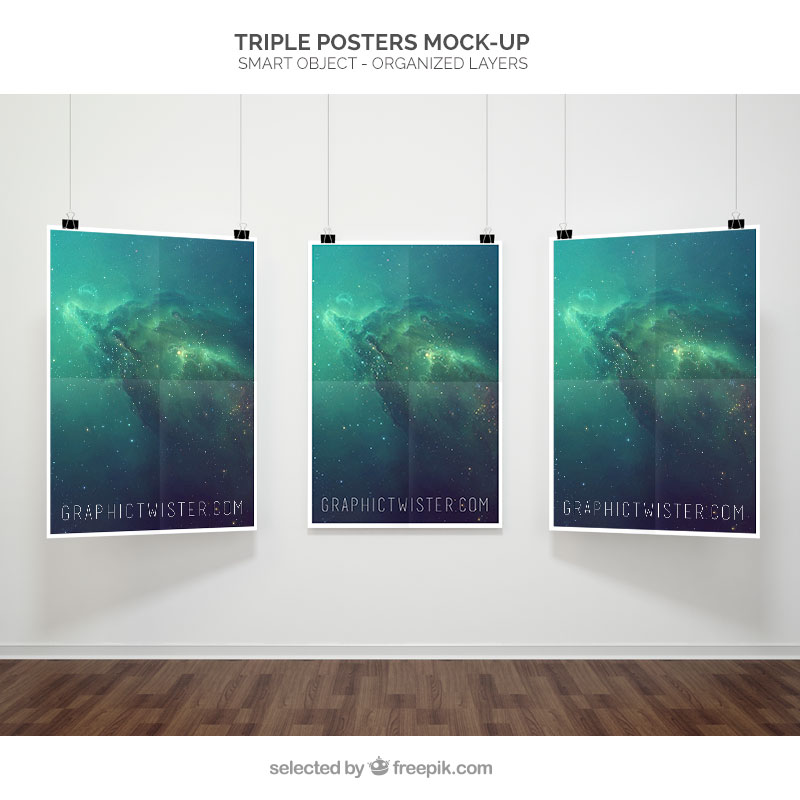 TRIPLE POSTERS MOCK-UP
SMART OBJECT - ORGANIZED LAYERS
GRAPHICTWISTER.COM
GRAPHICTWISTER.COM
GRAPHICTWISTER.COM
selected by freepik.com